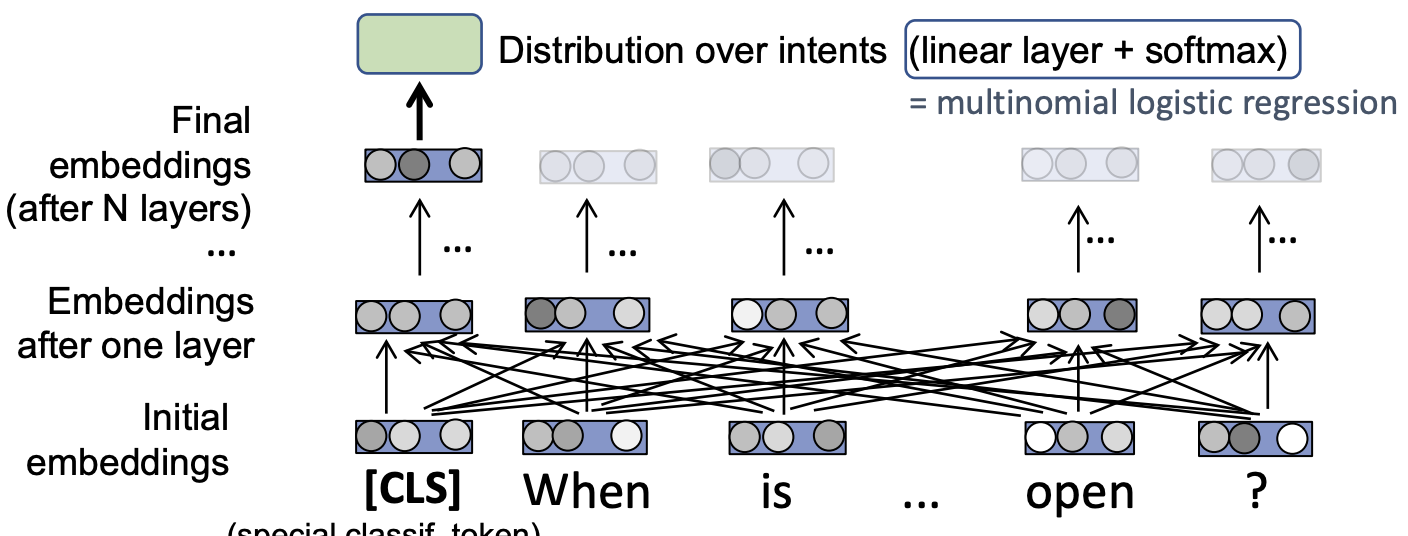 Distribution over intents (linear layer + softmax)
= multinomial logistic regression
Final
embeddings
(after N layers)
...
... ... ... ... ...
Embeddings
after one layer
Initial
embeddings
[CLS] When is ... open ?
(special classif. token)